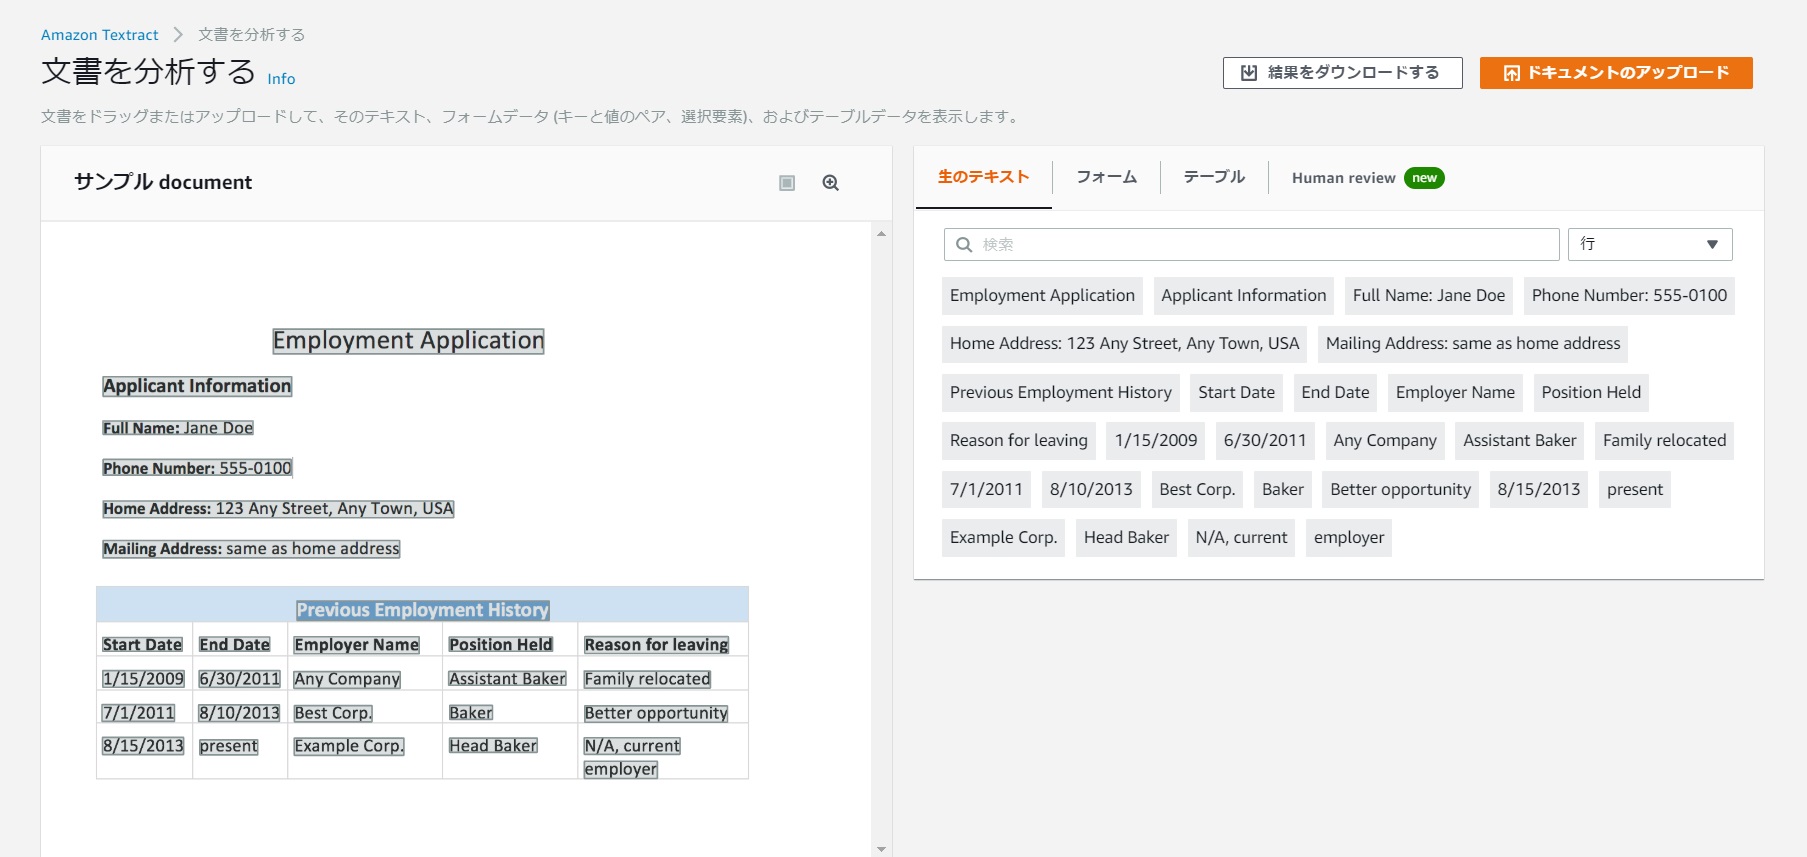 Amazon Textract > 文書を分析する
文書を分析する Info
結果をダウンロードする
ドキュメントのアップロード
文書をドラッグまたはアップロードして、そのテキスト、フォームデータ (キーと値のペア、選択要素)、およびテーブルデータを表示します。
サンプル document
Employment Application
Applicant Information
Full Name: Jane Doe
Phone Number: 555-0100
Home Address: 123 Any Street, Any Town, USA
Mailing Address: same as home address
Previous Employment History
Start Date End Date Employer Name Position Held Reason for leaving
1/15/2009 6/30/2011 Any Company Assistant Baker Family relocated
7/1/2011 8/10/2013 Best Corp. Baker Better opportunity
8/15/2013 present Example Corp. Head Baker N/A, current
employer
生のテキスト フォーム テーブル Human review new
検索 行
Employment Application Applicant Information Full Name: Jane Doe Phone Number: 555-0100
Home Address: 123 Any Street, Any Town, USA Mailing Address: same as home address
Previous Employment History Start Date End Date Employer Name Position Held
Reason for leaving 1/15/2009 6/30/2011 Any Company Assistant Baker Family relocated
7/1/2011 8/10/2013 Best Corp. Baker Better opportunity 8/15/2013 present
Example Corp. Head Baker N/A, current employer